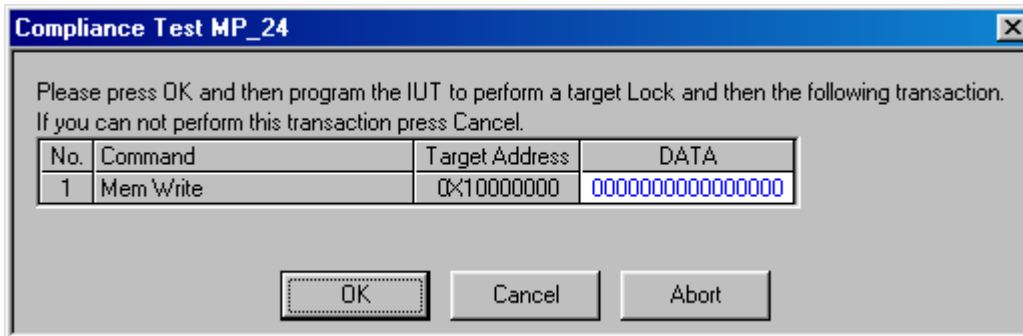 Compliance Test MP_24
Please press OK and then program the IUT to perform a target Lock and then the following transaction.
If you can not perform this transaction press Cancel.
No. Command Target Address DATA
1 Mem Write 0X10000000 0000000000000000
OK Cancel Abort